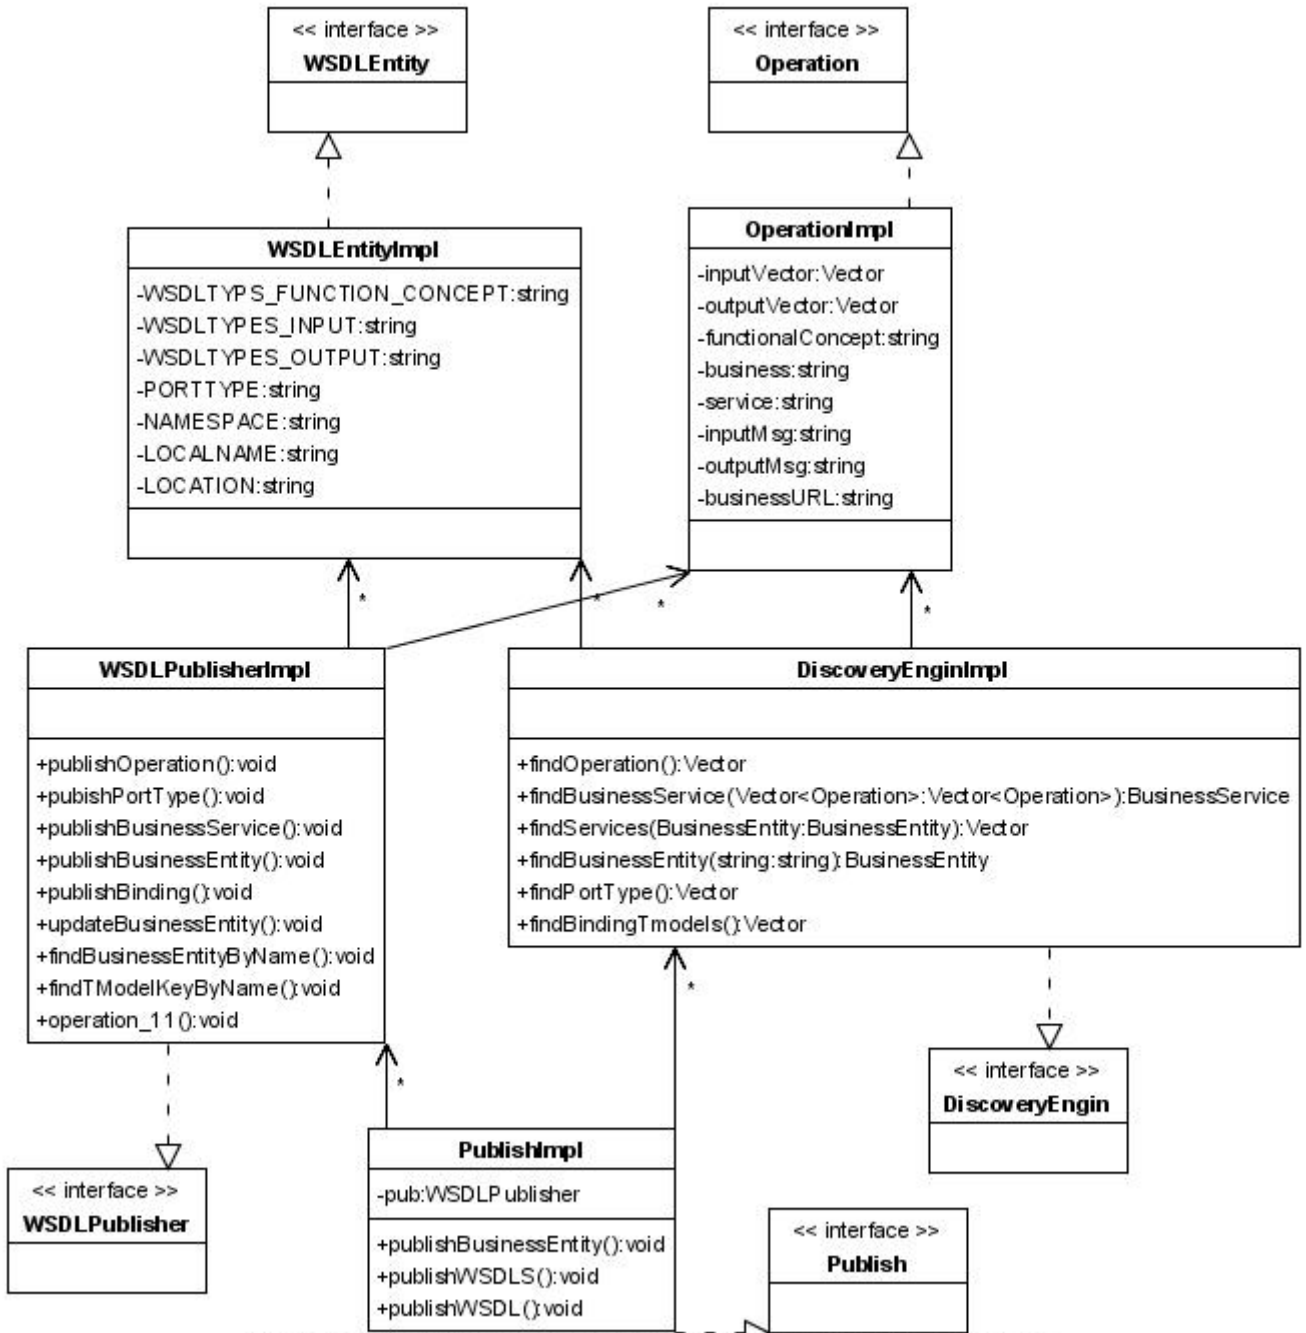 << interface >>
WSDLEntity
<< interface >>
Operation
WSDLEntityImpl
-WSDLTYPS_FUNCTION_CONCEPT:string
-WSDLTYPES_INPUT:string
-WSDLTYPES_OUTPUT:string
-PORTTYPE:string
-NAMESPACE:string
-LOCALNAME:string
-LOCATION:string
OperationImpl
-inputVector:Vector
-outputVector:Vector
-functionalConcept:string
-business:string
-service:string
-inputMsg:string
-outputMsg:string
-businessURL:string
*
*
*
*
WSDLPublisherImpl
+publishOperation():void
+pubishPortType():void
+publishBusinessService():void
+publishBusinessEntity():void
+publishBinding():void
+updateBusinessEntity():void
+findBusinessEntityByName():void
+findTModelKeyByName():void
+operation_11():void
DiscoveryEnginImpl
+findOperation():Vector
+findBusinessService(Vector<Operation>:Vector<Operation>):BusinessService
+findServices(BusinessEntity:BusinessEntity):Vector
+findBusinessEntity(string:string):BusinessEntity
+findPortType():Vector
+findBindingTmodels():Vector
*
*
<< interface >>
DiscoveryEngin
<< interface >>
WSDLPublisher
PublishImpl
-pub:WSDLPublisher
+publishBusinessEntity():void
+publishWSDLS():void
+publishWSDL():void
<< interface >>
Publish